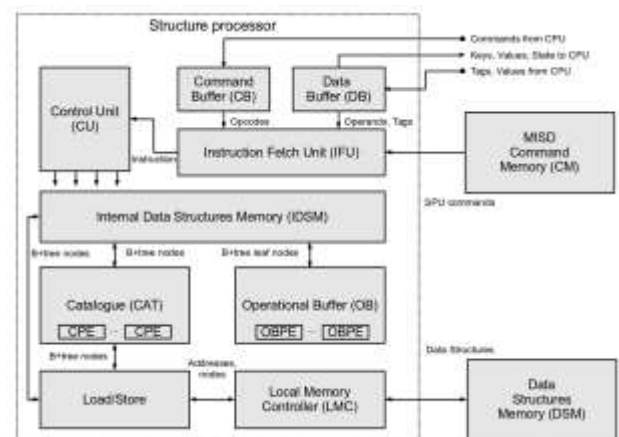 Structure processor
Commands from CPU
Keys, Values, State to CPU
Tags, Values from CPU
Control Unit
(CU)
Command
Buffer (CB)
Data
Buffer (DB)
Opcodes
Operands, Tags
Instruction
Instruction Fetch Unit (IFU)
MISD
Command
Memory (CM)
SPU commands
Internal Data Structures Memory (IDSM)
B+tree nodes
B+tree nodes
B+tree leaf nodes
Catalogue (CAT)
CPE
...
CPE
Operational Buffer (OB)
OBPE
...
OBPE
B+tree nodes
Addresses,
nodes
Data Structures
Load/Store
Local Memory
Controller (LMC)
Data
Structures
Memory (DSM)